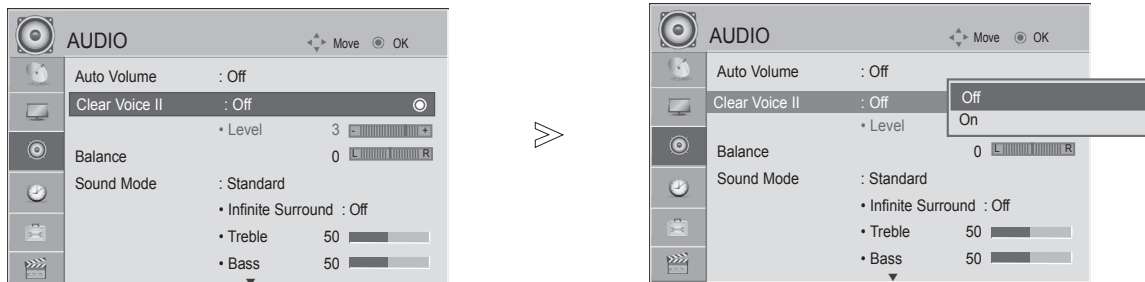 AUDIO Move OK
Auto Volume : Off
Clear Voice II : Off
• Level 3 - +
Balance 0 L R
Sound Mode : Standard
• Infinite Surround : Off
• Treble 50
• Bass 50
AUDIO Move OK
Auto Volume : Off
Clear Voice II : Off
Off
On
• Level
Balance 0 L R
Sound Mode : Standard
• Infinite Surround : Off
• Treble 50
• Bass 50